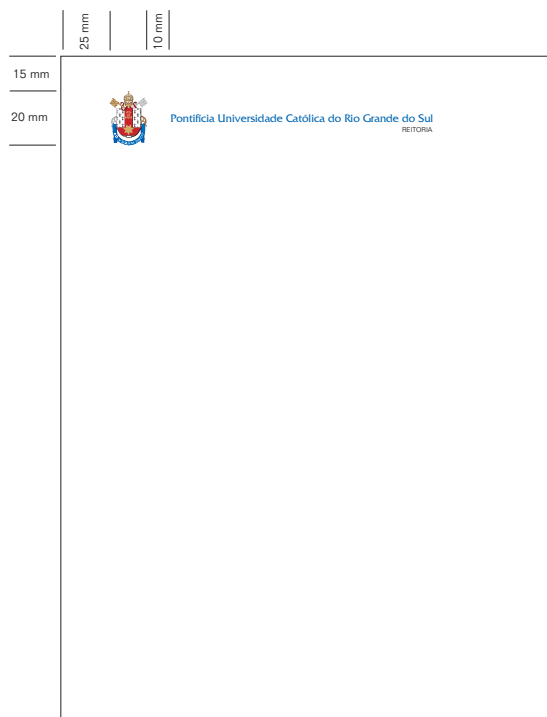 25 mm
10 mm
15 mm
20 mm
Pontifícia Universidade Católica do Rio Grande do Sul
REITORIA